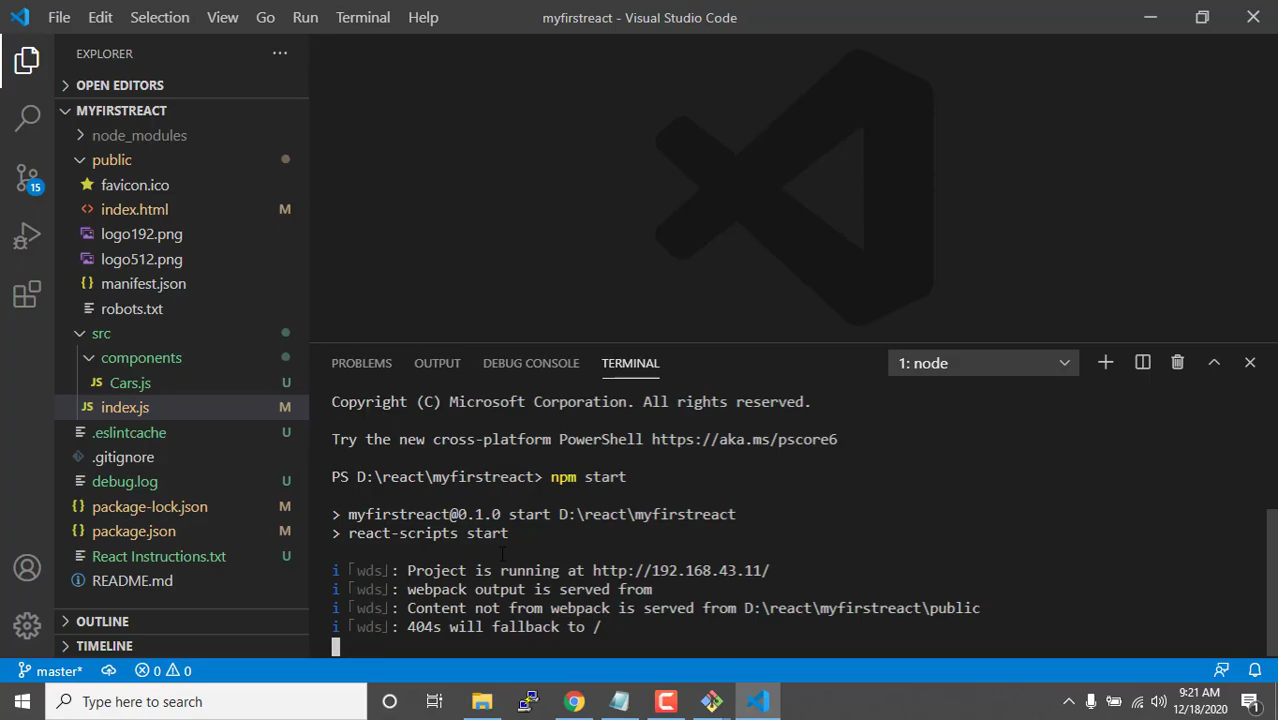 File Edit Selection View Go Run Terminal Help
myfirstreact - Visual Studio Code
EXPLORER
OPEN EDITORS
MYFIRSTREACT
node_modules
public
favicon.ico
index.html M
logo192.png
logo512.png
manifest.json
robots.txt
src
components
JS Cars.js U
JS index.js M
.eslintcache U
.gitignore
debug.log U
package-lock.json M
package.json M
React Instructions.txt U
README.md
OUTLINE
TIMELINE
15
PROBLEMS OUTPUT DEBUG CONSOLE TERMINAL
1: node
Copyright (C) Microsoft Corporation. All rights reserved.
Try the new cross-platform PowerShell https://aka.ms/pscore6
PS D:\react\myfirstreact> npm start
> myfirstreact@0.1.0 start D:\react\myfirstreact
> react-scripts start
i 「wds」: Project is running at http://192.168.43.11/
i 「wds」: webpack output is served from
i 「wds」: Content not from webpack is served from D:\react\myfirstreact\public
i 「wds」: 404s will fallback to /
master* 0 0
Type here to search
9:21 AM
12/18/2020
1